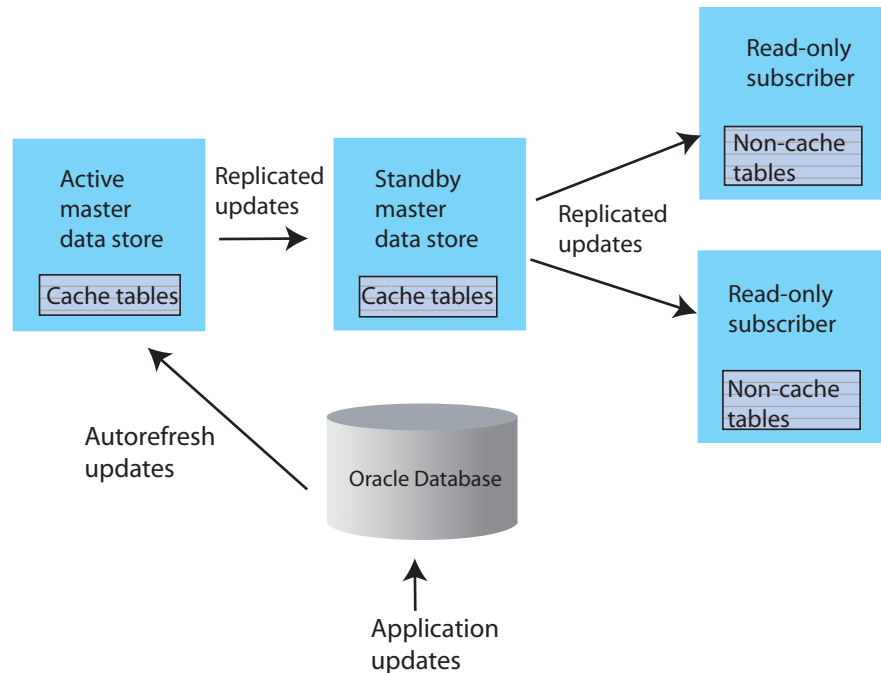 Read-only
subscriber
Non-cache
tables
Active
master
data store
Cache tables
Replicated
updates
Standby
master
data store
Cache tables
Replicated
updates
Read-only
subscriber
Non-cache
tables
Autorefresh
updates
Oracle Database
Application
updates